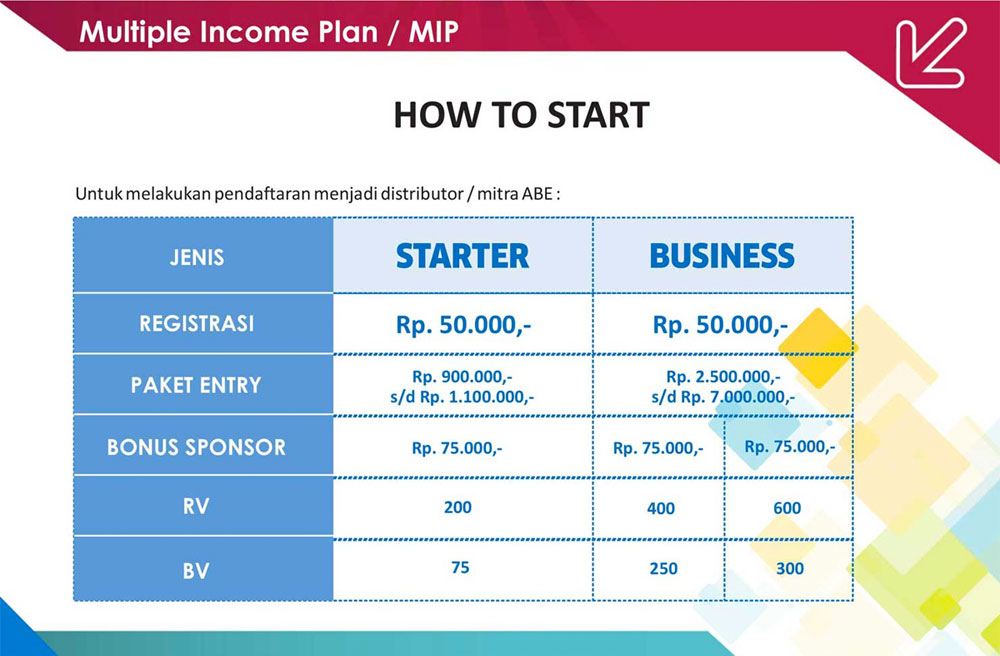 Multiple Income Plan / MIP
HOW TO START
Untuk melakukan pendaftaran menjadi distributor / mitra ABE :
JENIS STARTER BUSINESS
REGISTRASI Rp. 50.000,- Rp. 50.000,-
PAKET ENTRY Rp. 900.000,- s/d Rp. 1.100.000,- Rp. 2.500.000,- s/d Rp. 7.000.000,-
BONUS SPONSOR Rp. 75.000,- Rp. 75.000,- Rp. 75.000,-
RV 200 400 600
BV 75 250 300